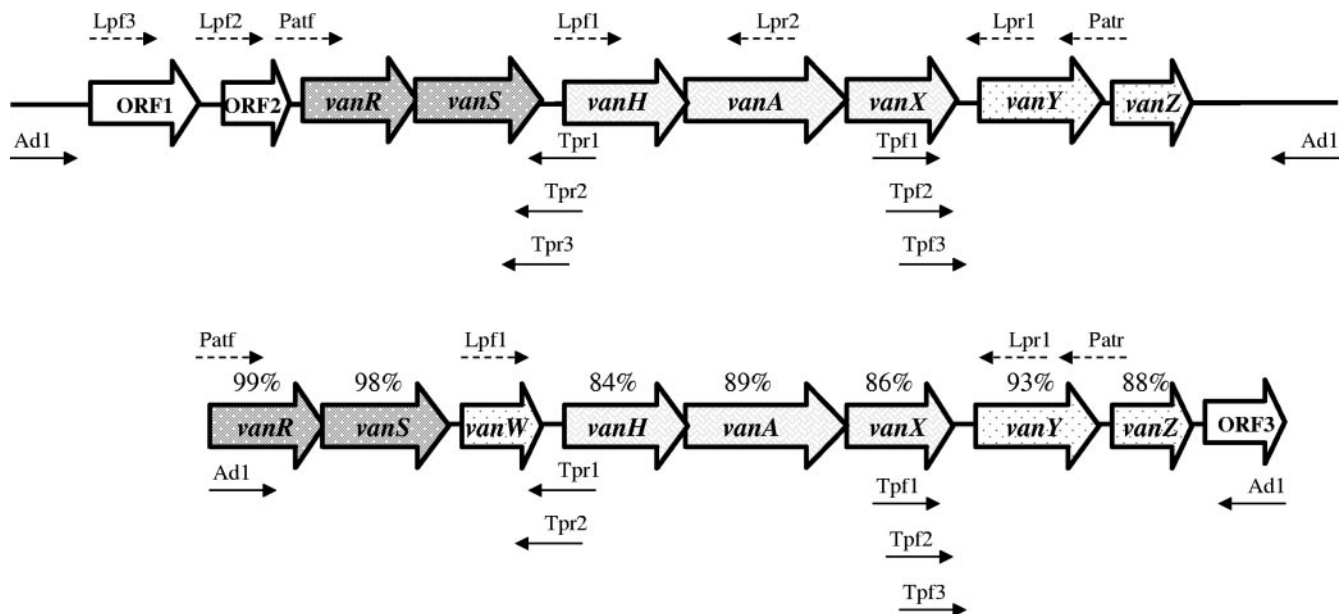 Lpf3 Lpf2 Patf Lpf1 Lpr2 Lpr1 Patr
ORF1 ORF2 vanR vanS vanH vanA vanX vanY vanZ
Ad1 Tpr1 Tpf1 Ad1
Tpr2 Tpf2
Tpr3 Tpf3
Patf Lpf1 Lpr1 Patr
99% 98% 84% 89% 86% 93% 88%
vanR vanS vanW vanH vanA vanX vanY vanZ ORF3
Ad1 Tpr1 Tpf1 Ad1
Tpr2 Tpf2
Tpf3